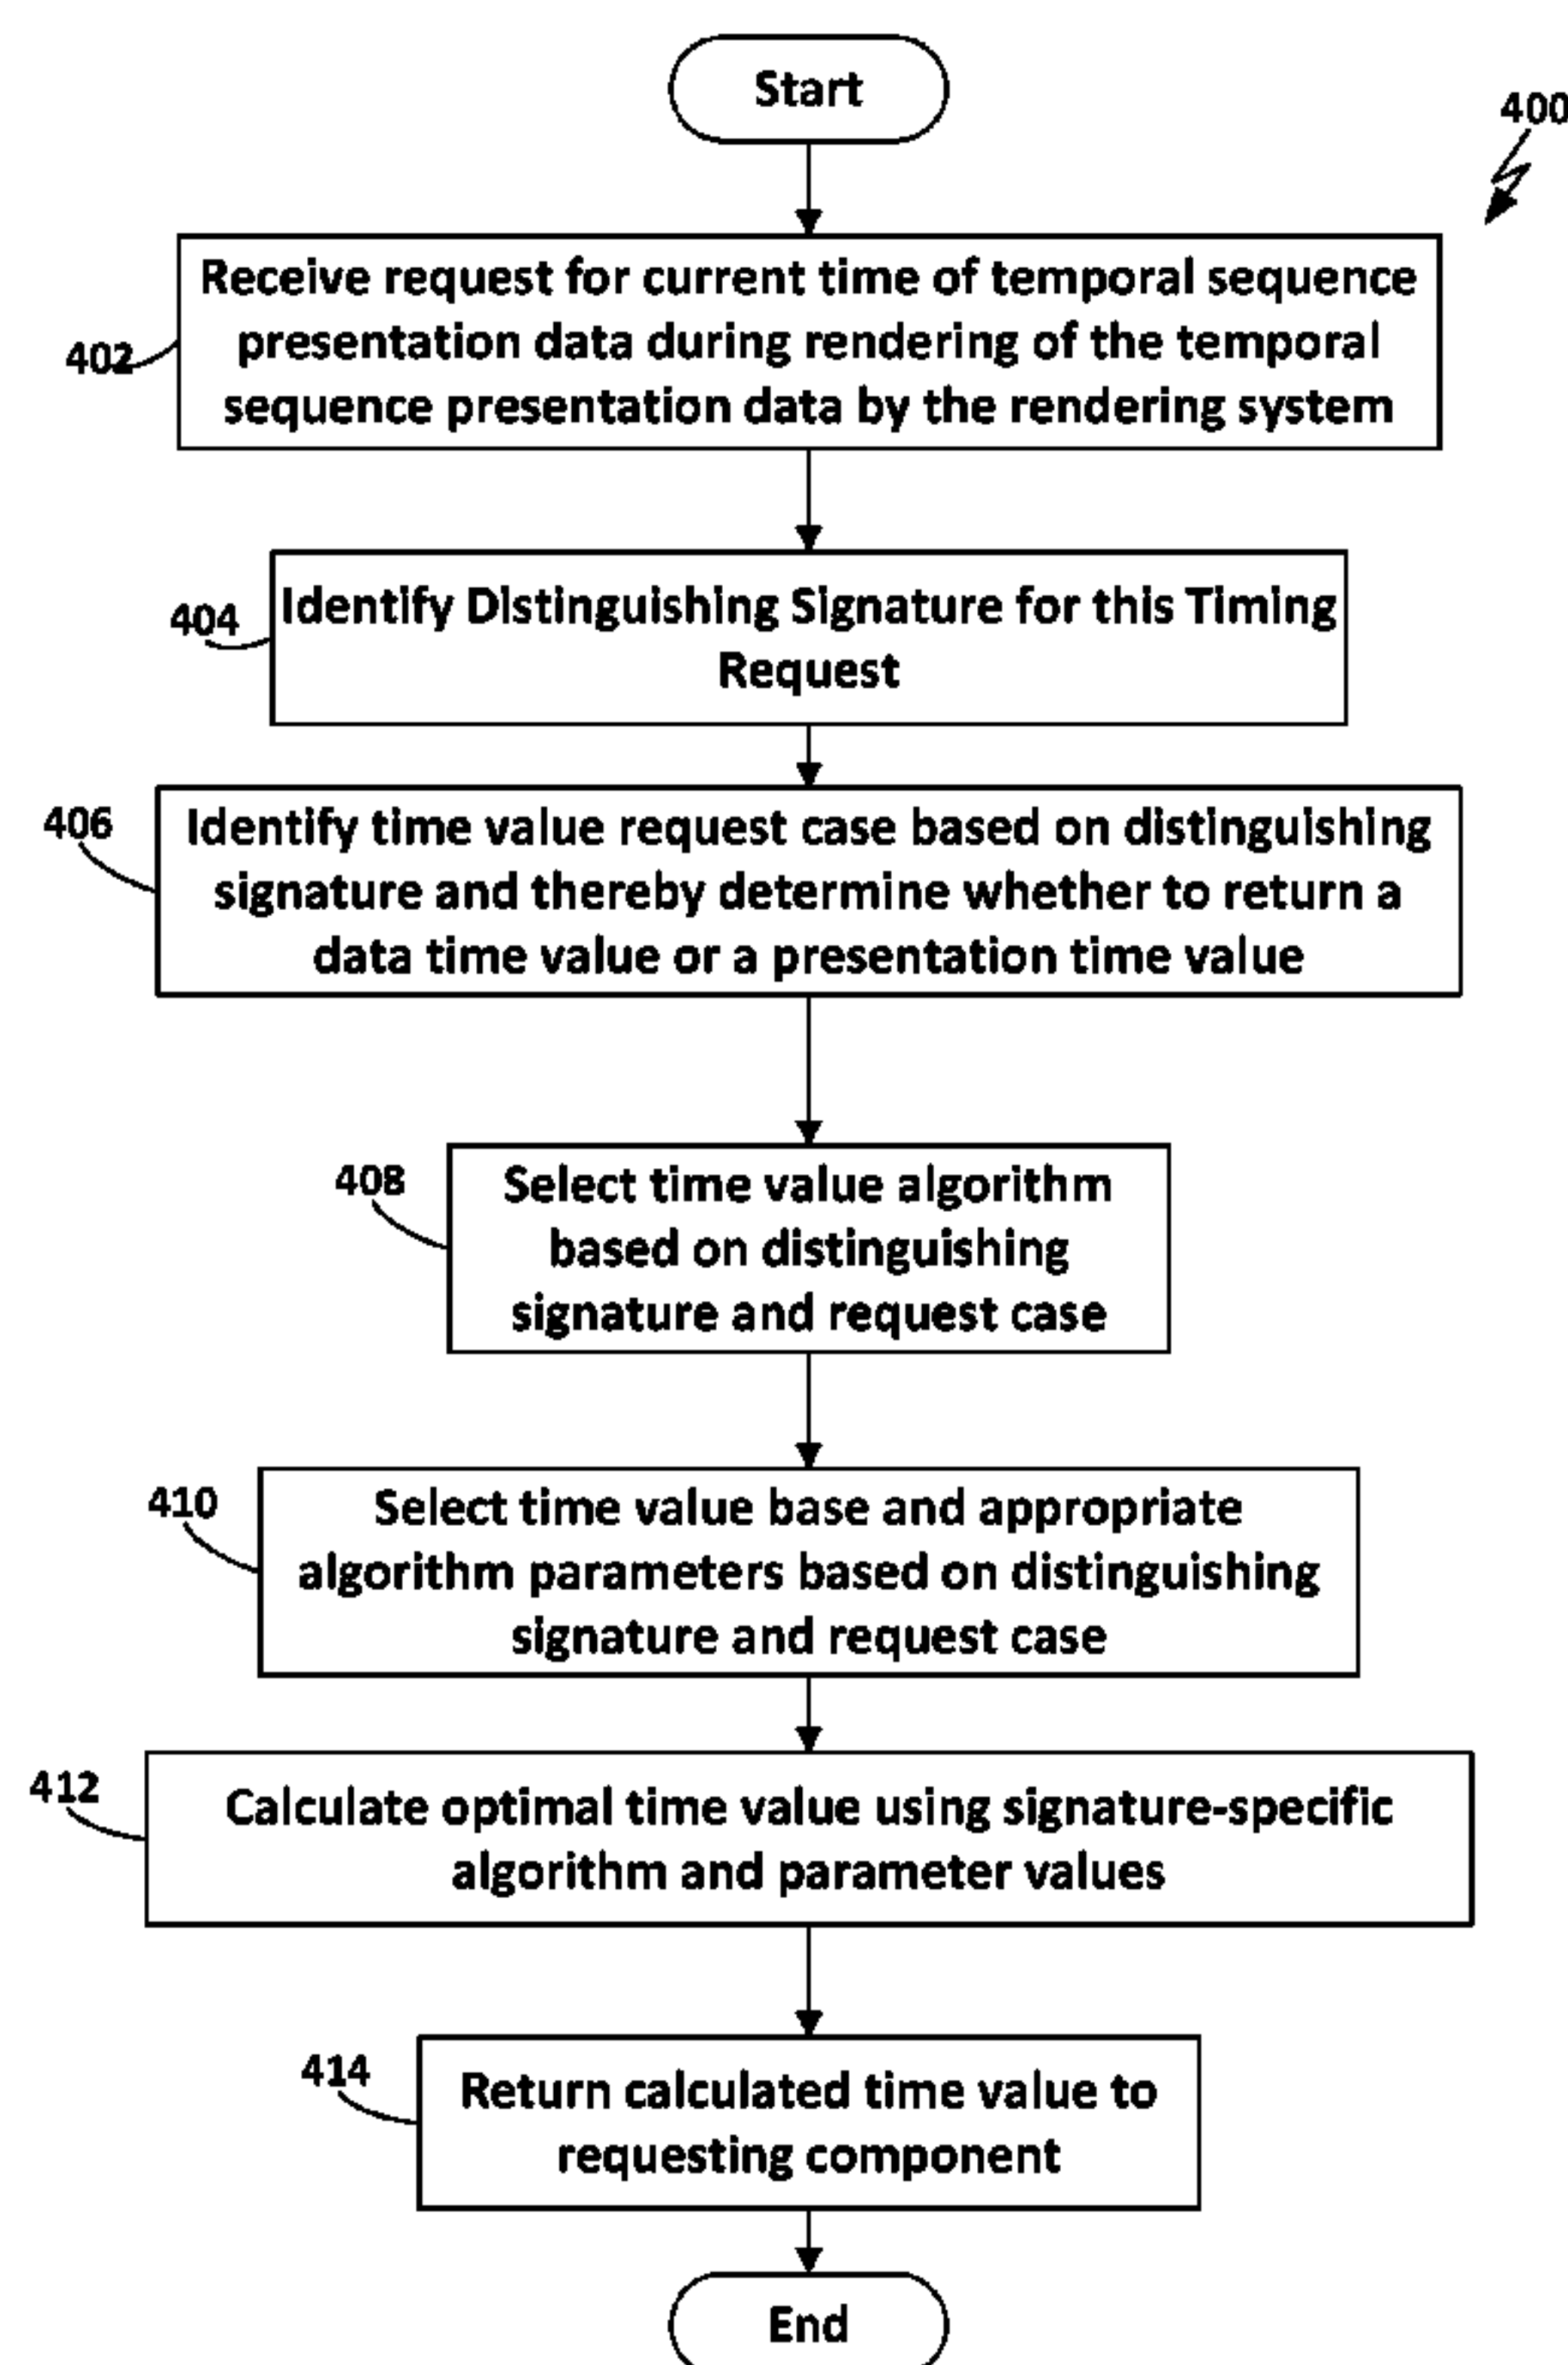 Start
400
Receive request for current time of temporal sequence
presentation data during rendering of the temporal
sequence presentation data by the rendering system
402
Identify Distinguishing Signature for this Timing
Request
404
406
Identify time value request case based on distinguishing
signature and thereby determine whether to return a
data time value or a presentation time value
408
Select time value algorithm
based on distinguishing
signature and request case
410
Select time value base and appropriate
algorithm parameters based on distinguishing
signature and request case
412
Calculate optimal time value using signature-specific
algorithm and parameter values
414
Return calculated time value to
requesting component
End